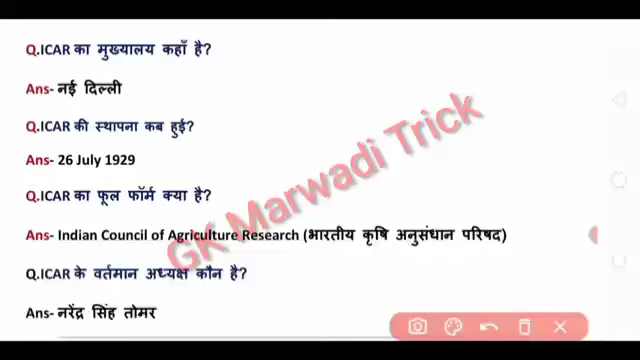 Q.ICAR का मुख्यालय कहाँ है?
Ans- नई दिल्ली
Q.ICAR की स्थापना कब हुई?
Ans- 26 July 1929
Q.ICAR का फूल फॉर्म क्या है?
Ans- Indian Council of Agriculture Research (भारतीय कृषि अनुसंधान परिषद)
Q.ICAR के वर्तमान अध्यक्ष कौन है?
Ans- नरेंद्र सिंह तोमर
GK Marwadi Trick